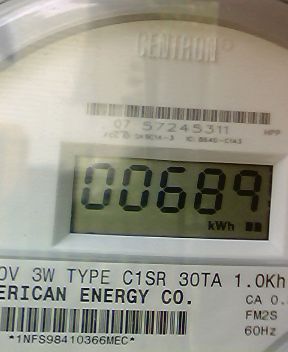 CENTRON®
07 57245311 HPP
00689
kWh
0V 3W TYPE C1SR 30TA 1.0Kh
ERICAN ENERGY CO. CA 0.
FM2S
*1NFS98410366MEC* 60Hz